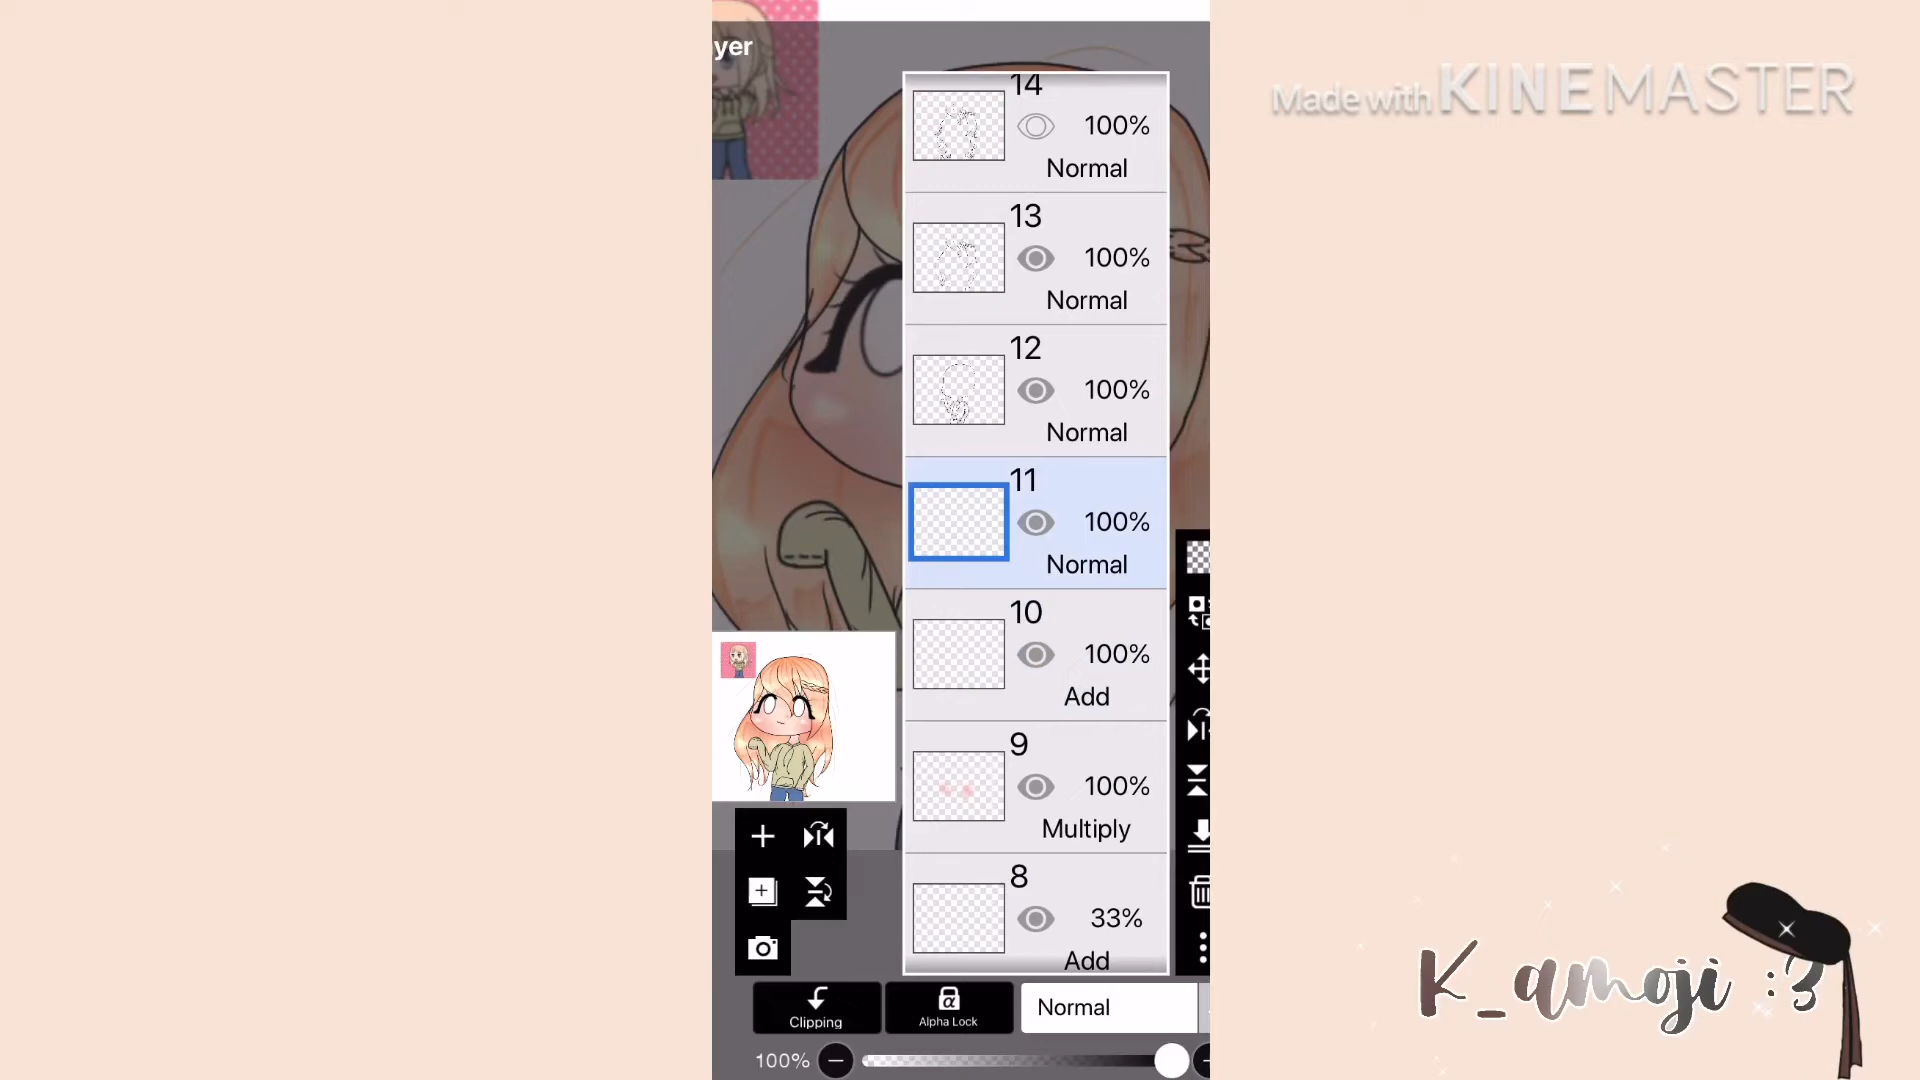 yer
Made with KINEMASTER
14
100%
Normal
13
100%
Normal
12
100%
Normal
11
100%
Normal
10
100%
Add
9
100%
Multiply
8
33%
Add
Clipping
α
Alpha Lock
Normal
100%
K_amoji :3